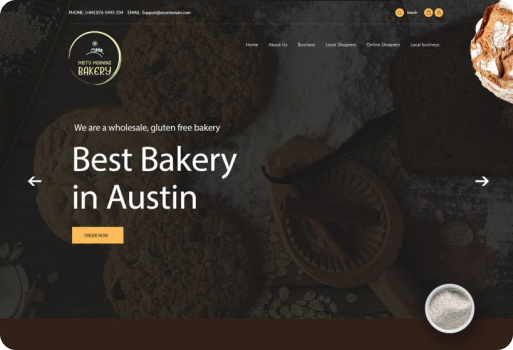 PHONE: (+84) 876-5445-234 EMAIL: Support@yourdomain.com
Search
MISTY MORNING
BAKERY
Home About Us Business Local Shoppers Online Shoppers Local business
We are a wholesale, gluten free bakery
Best Bakery
in Austin
ORDER NOW